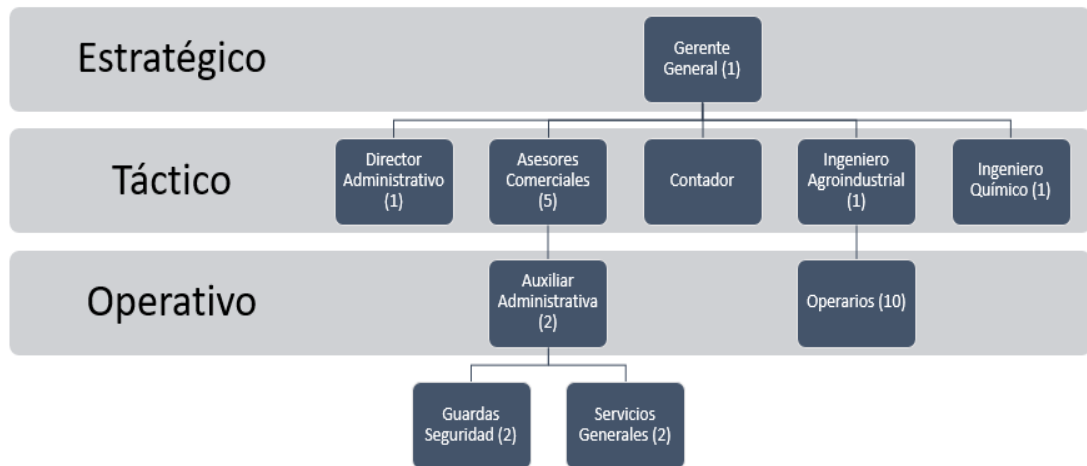 Estratégico
Gerente
General (1)
Táctico
Director
Administrativo
(1)
Asesores
Comerciales
(5)
Contador
Ingeniero
Agroindustrial
(1)
Ingeniero
Químico (1)
Operativo
Auxiliar
Administrativa
(2)
Operarios (10)
Guardas
Seguridad (2)
Servicios
Generales (2)